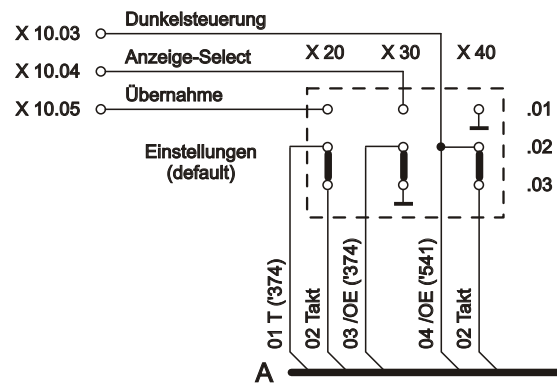 X 10.03 Dunkelsteuerung
X 10.04 Anzeige-Select
X 10.05 Übernahme
X 20 X 30 X 40
.01
.02
.03
Einstellungen
(default)
01 T ('374)
02 Takt
03 /OE ('374)
04 /OE ('541)
02 Takt
A